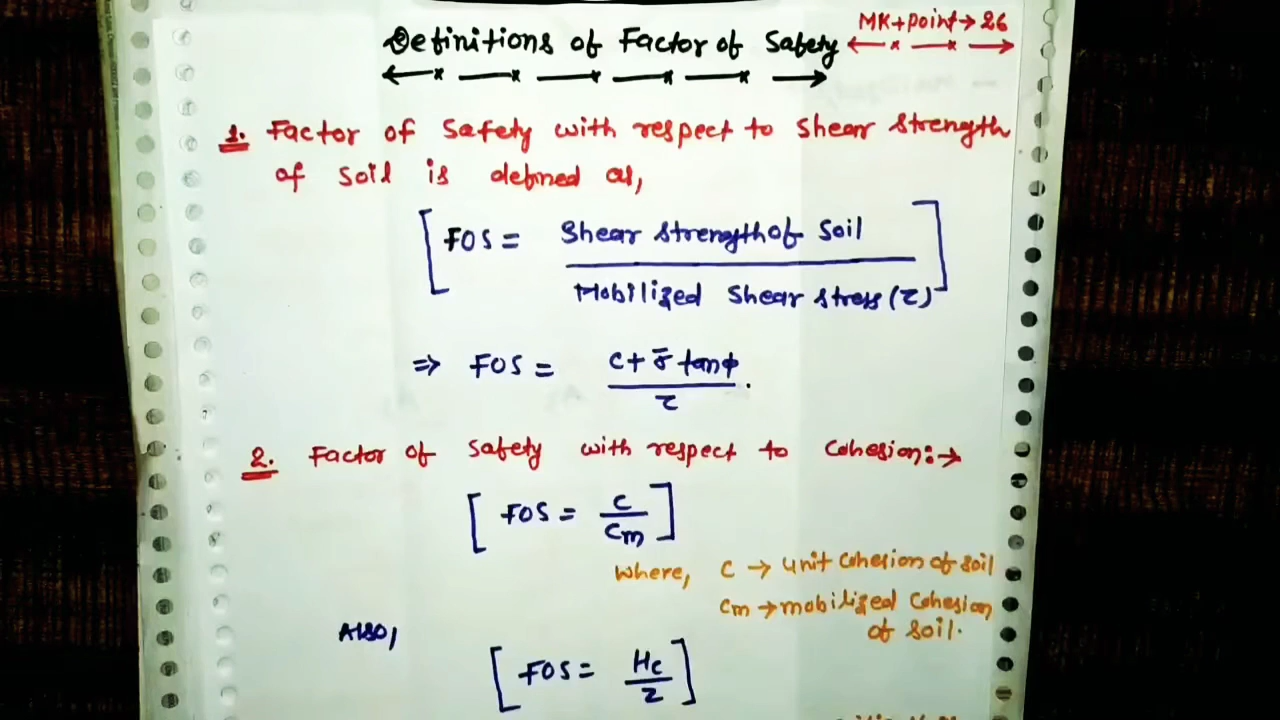 Definitions of Factor of Safety
MK+point→26
1. Factor of Safety with respect to Shear Strength
of Soil is defined as,
[FOS = Shear Strength of Soil
Mobilized Shear stress (τ)]
⇒ FOS = C + σ̄ tanϕ
τ.
2. Factor of Safety with respect to Cohesion:→
[FOS = C
Cm]
where, C → unit cohesion of soil
Cm → mobilized cohesion
of soil.
Also,
[FOS = Hc
Z]